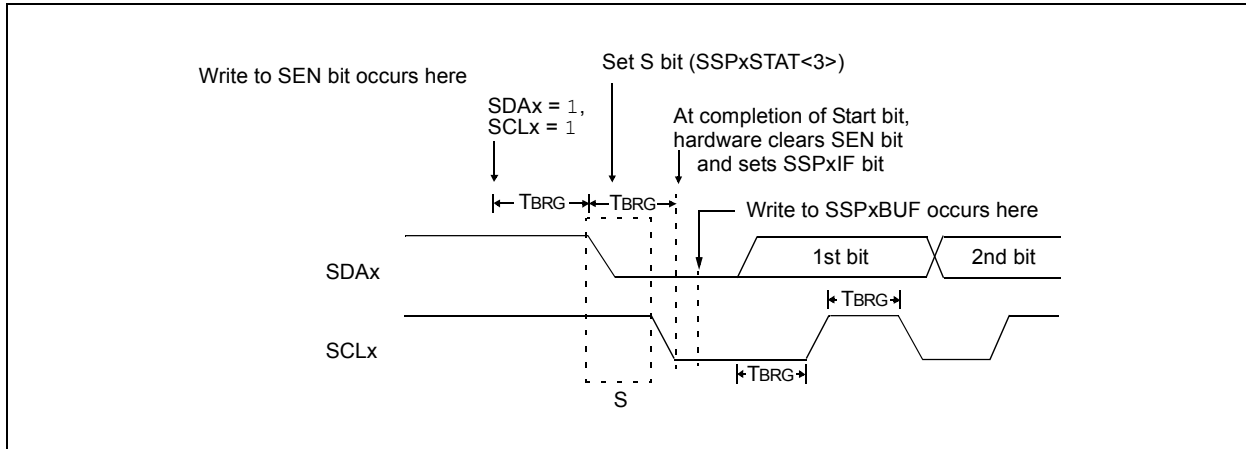 Set S bit (SSPxSTAT<3>)
Write to SEN bit occurs here
SDAx = 1,
SCLx = 1
At completion of Start bit,
hardware clears SEN bit
and sets SSPxIF bit
TBRG
TBRG
Write to SSPxBUF occurs here
SDAx
1st bit
2nd bit
TBRG
SCLx
TBRG
S